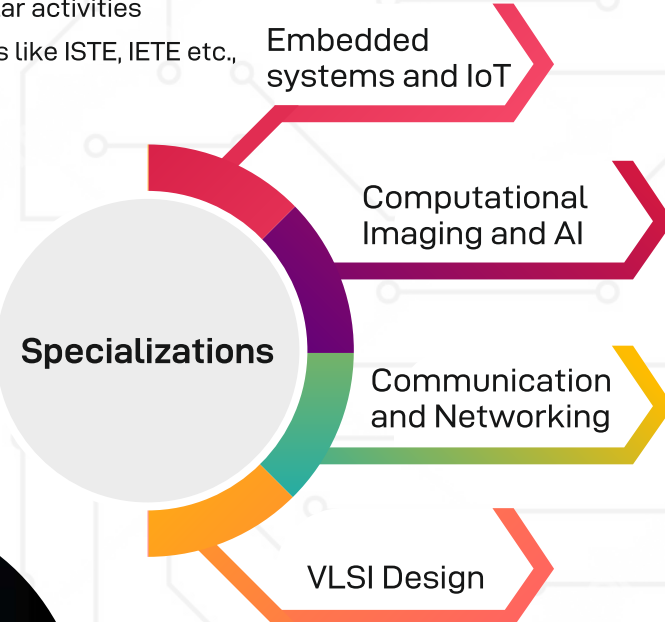 ar activities
s like ISTE, IETE etc.,
Embedded
systems and IoT
Computational
Imaging and AI
Specializations
Communication
and Networking
VLSI Design